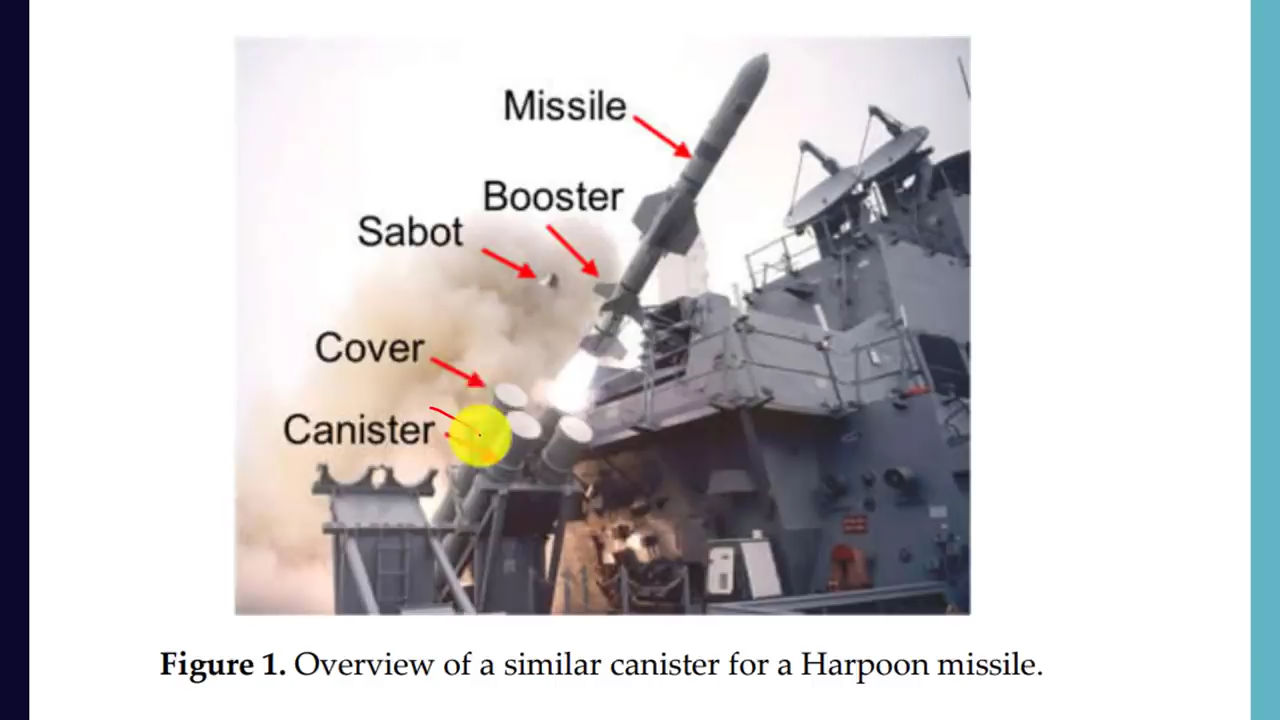 Missile
Booster
Sabot
Cover
Canister
Figure 1. Overview of a similar canister for a Harpoon missile.